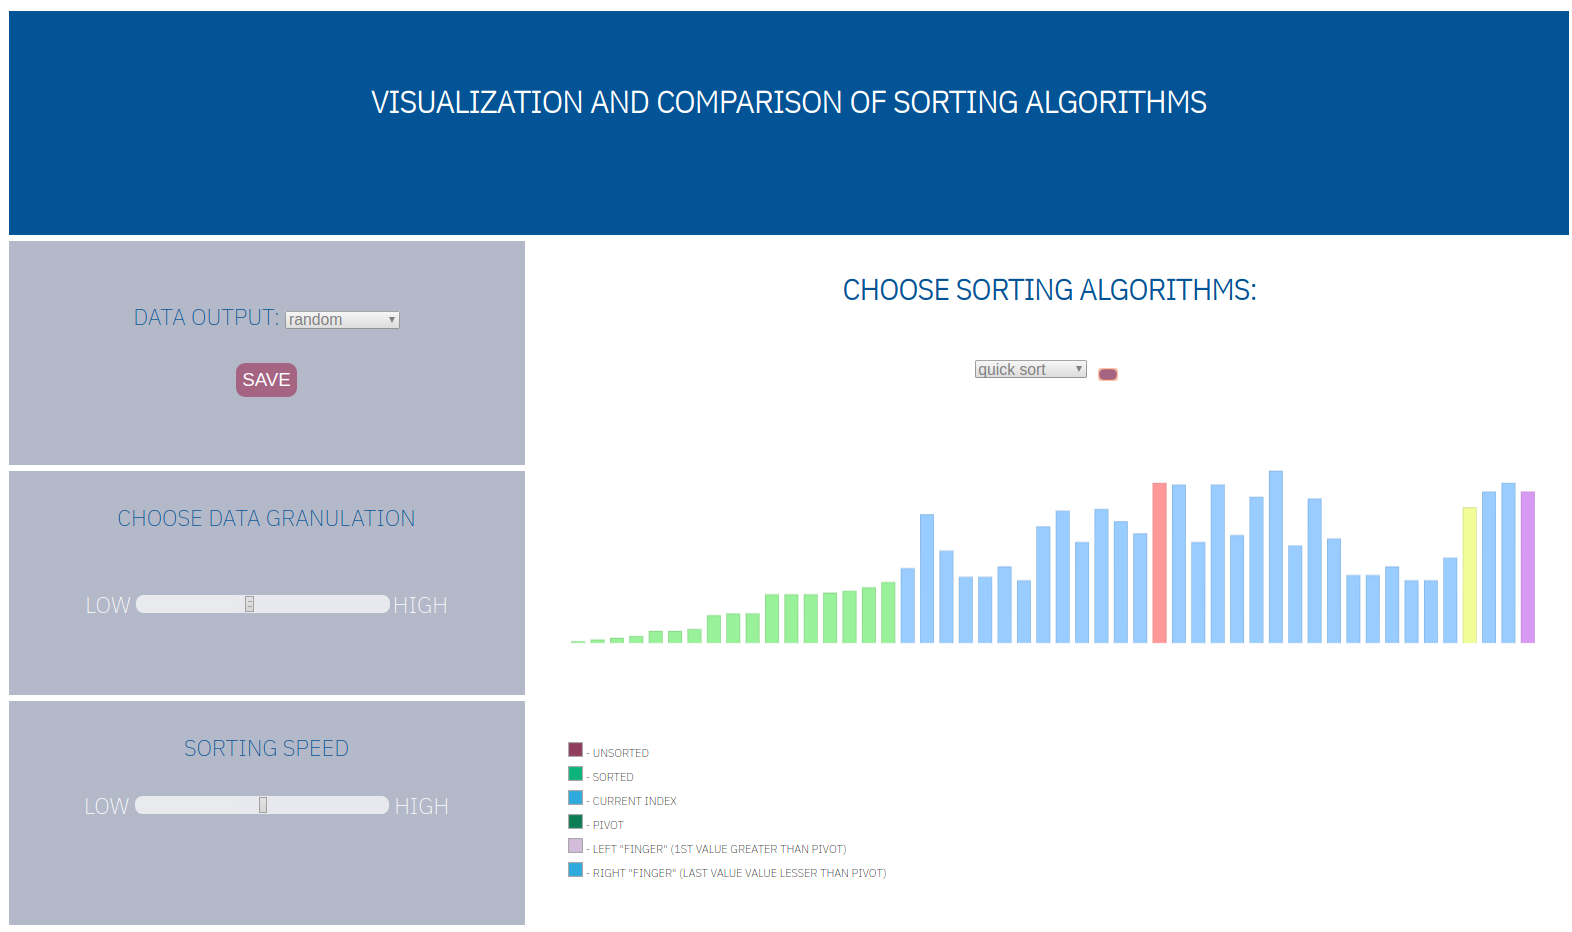 VISUALIZATION AND COMPARISON OF SORTING ALGORITHMS
DATA OUTPUT: random
SAVE
CHOOSE DATA GRANULATION
LOW HIGH
SORTING SPEED
LOW HIGH
CHOOSE SORTING ALGORITHMS:
quick sort
- UNSORTED
- SORTED
- CURRENT INDEX
- PIVOT
- LEFT "FINGER" (1ST VALUE GREATER THAN PIVOT)
- RIGHT "FINGER" (LAST VALUE VALUE LESSER THAN PIVOT)